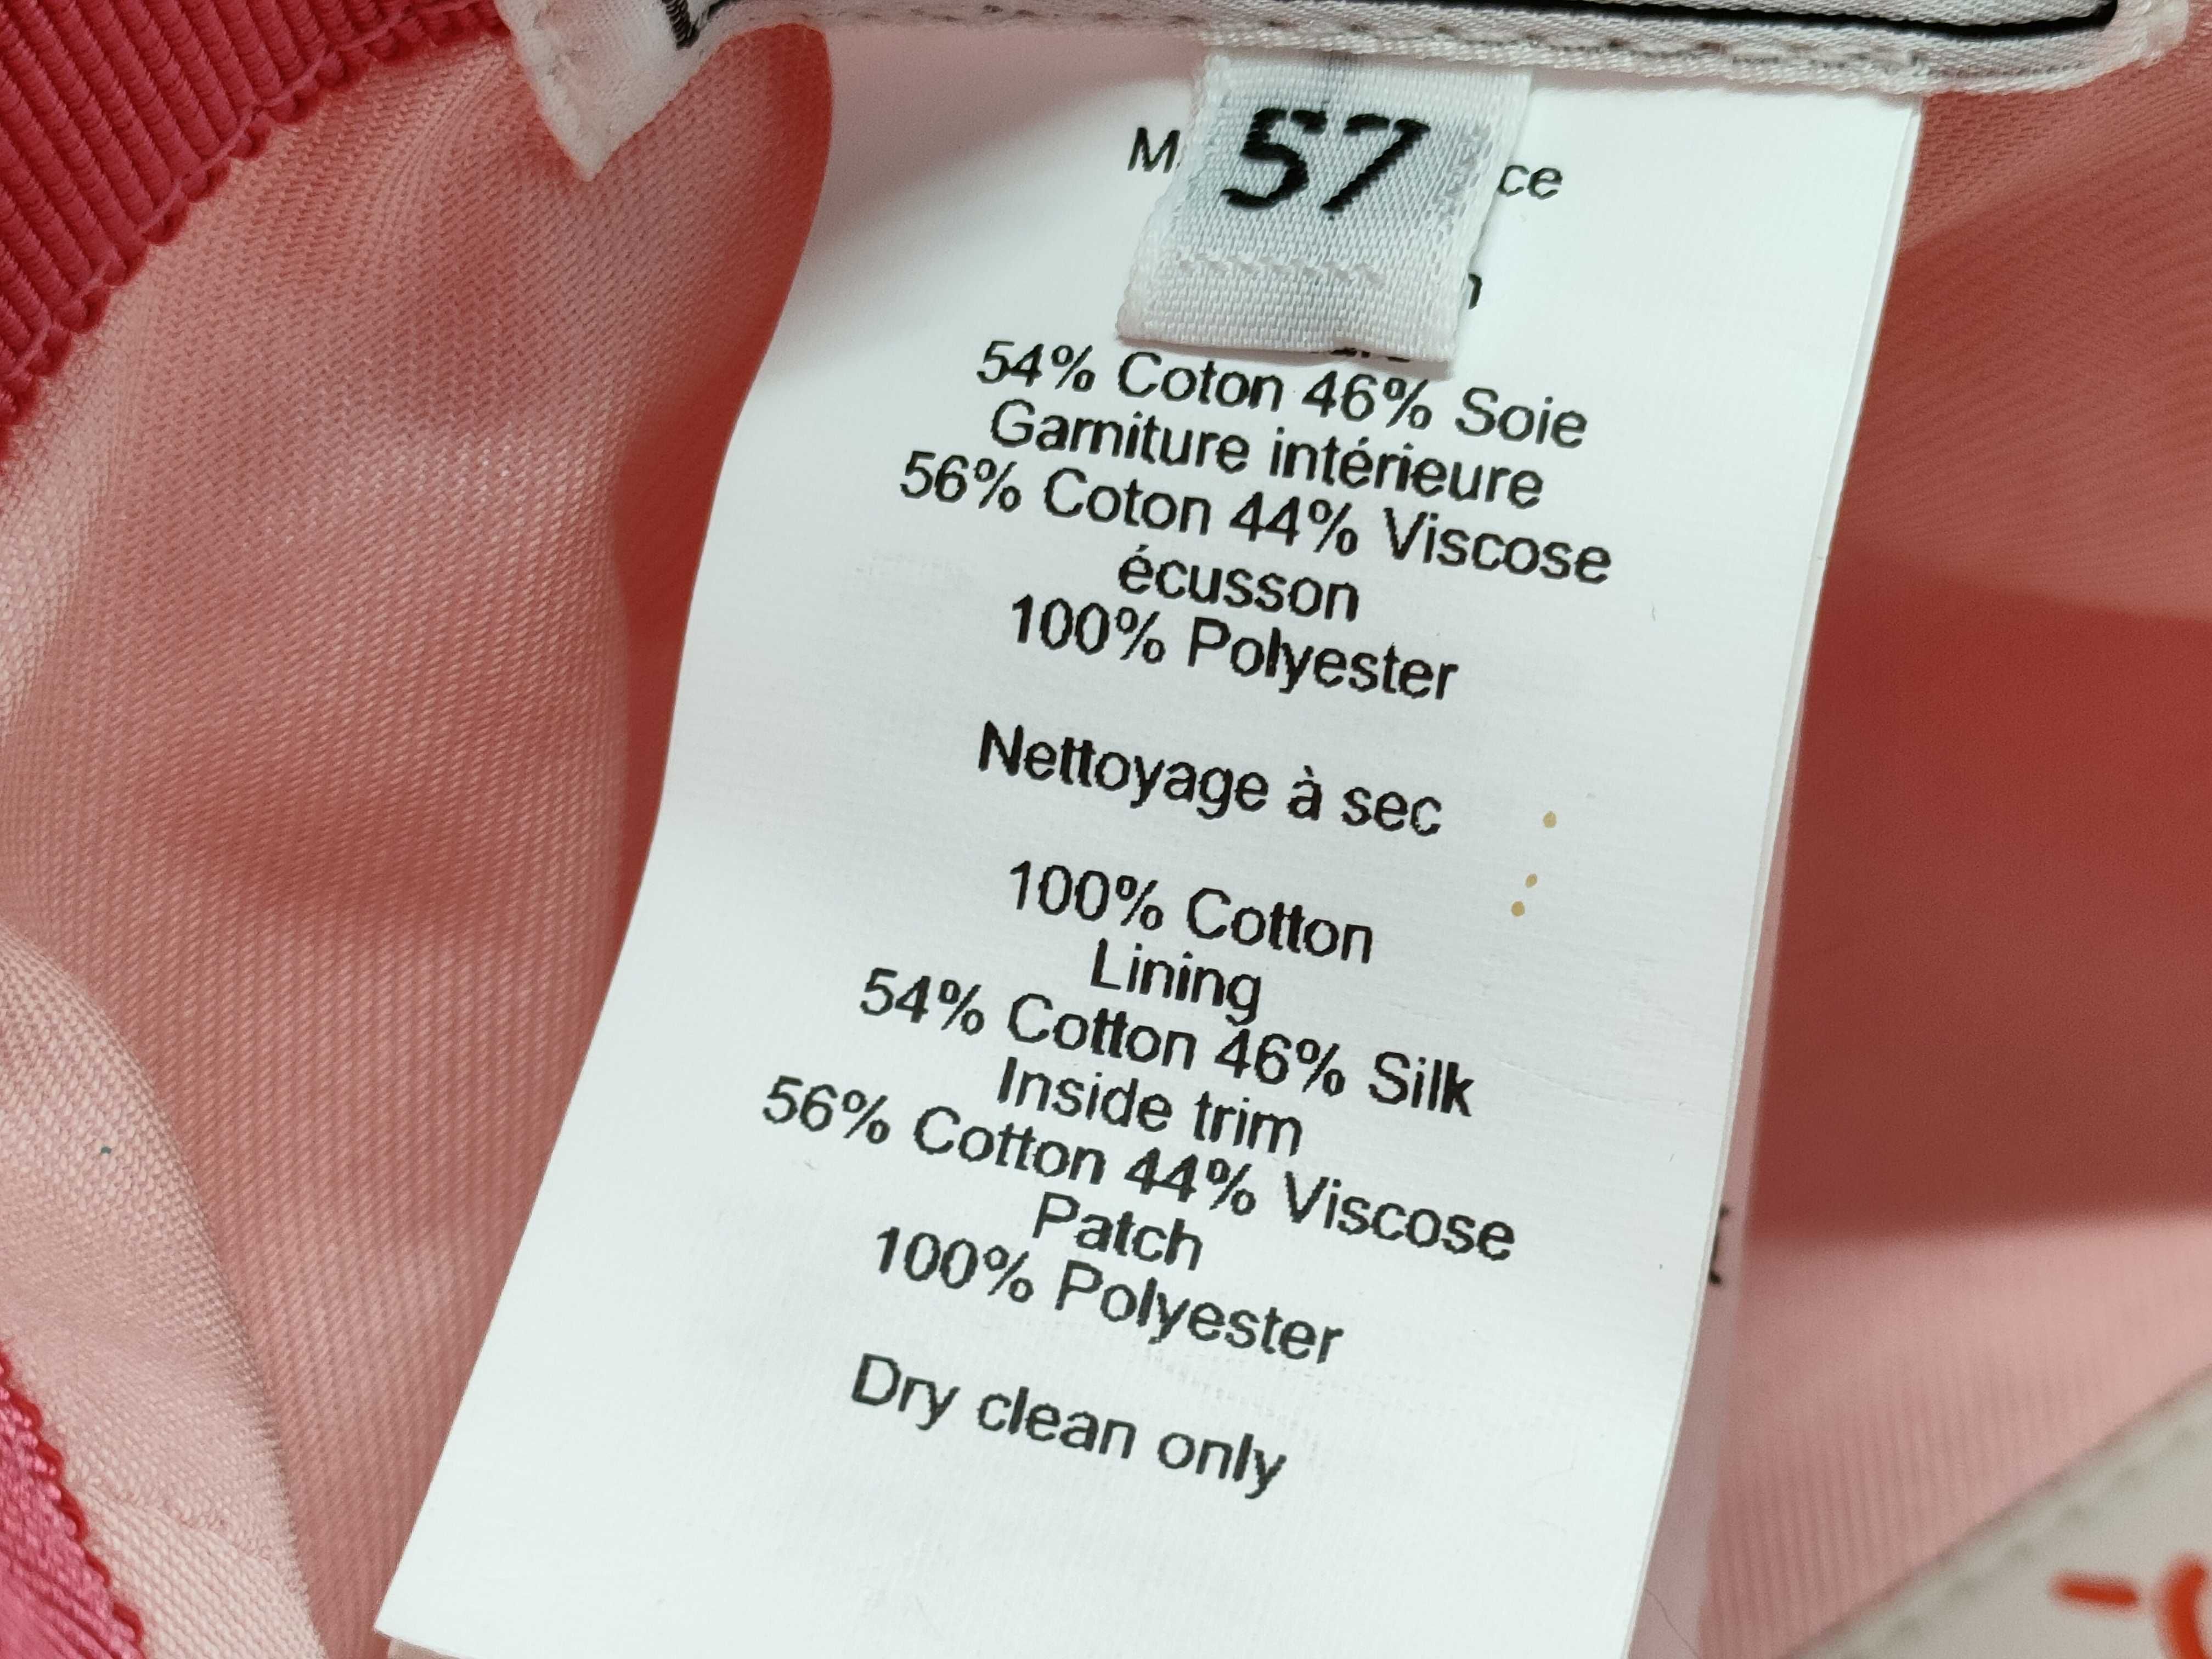 57
54% Coton 46% Soie
Garniture intérieure
56% Coton 44% Viscose
écusson
100% Polyester
Nettoyage à sec
100% Cotton
Lining
54% Cotton 46% Silk
Inside trim
56% Cotton 44% Viscose
Patch
100% Polyester
Dry clean only